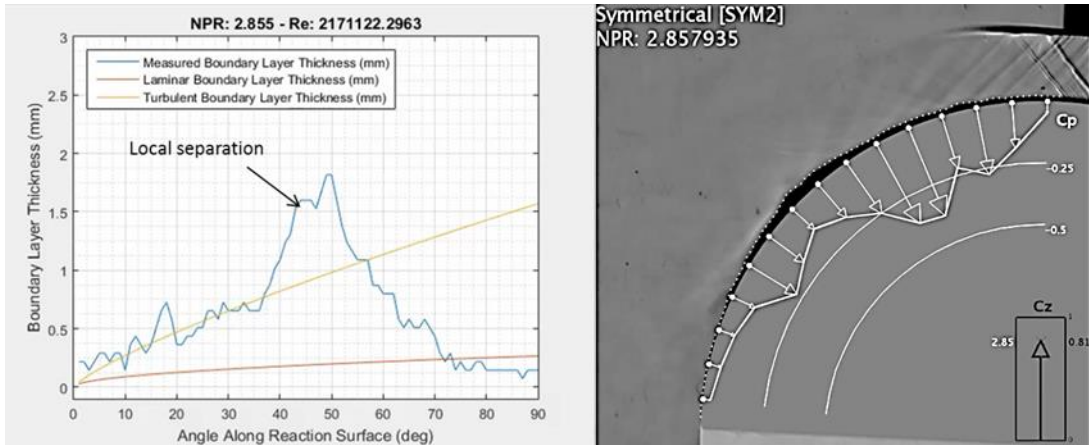 NPR: 2.855 - Re: 2171122.2963
Boundary Layer Thickness (mm)
3
2.5
2
1.5
1
0.5
0
Measured Boundary Layer Thickness (mm)
Laminar Boundary Layer Thickness (mm)
Turbulent Boundary Layer Thickness (mm)
Local separation
0 10 20 30 40 50 60 70 80 90
Angle Along Reaction Surface (deg)
Symmetrical [SYM2]
NPR: 2.857935
Cp
-0.25
-0.5
Cz
1
2.85
0.81